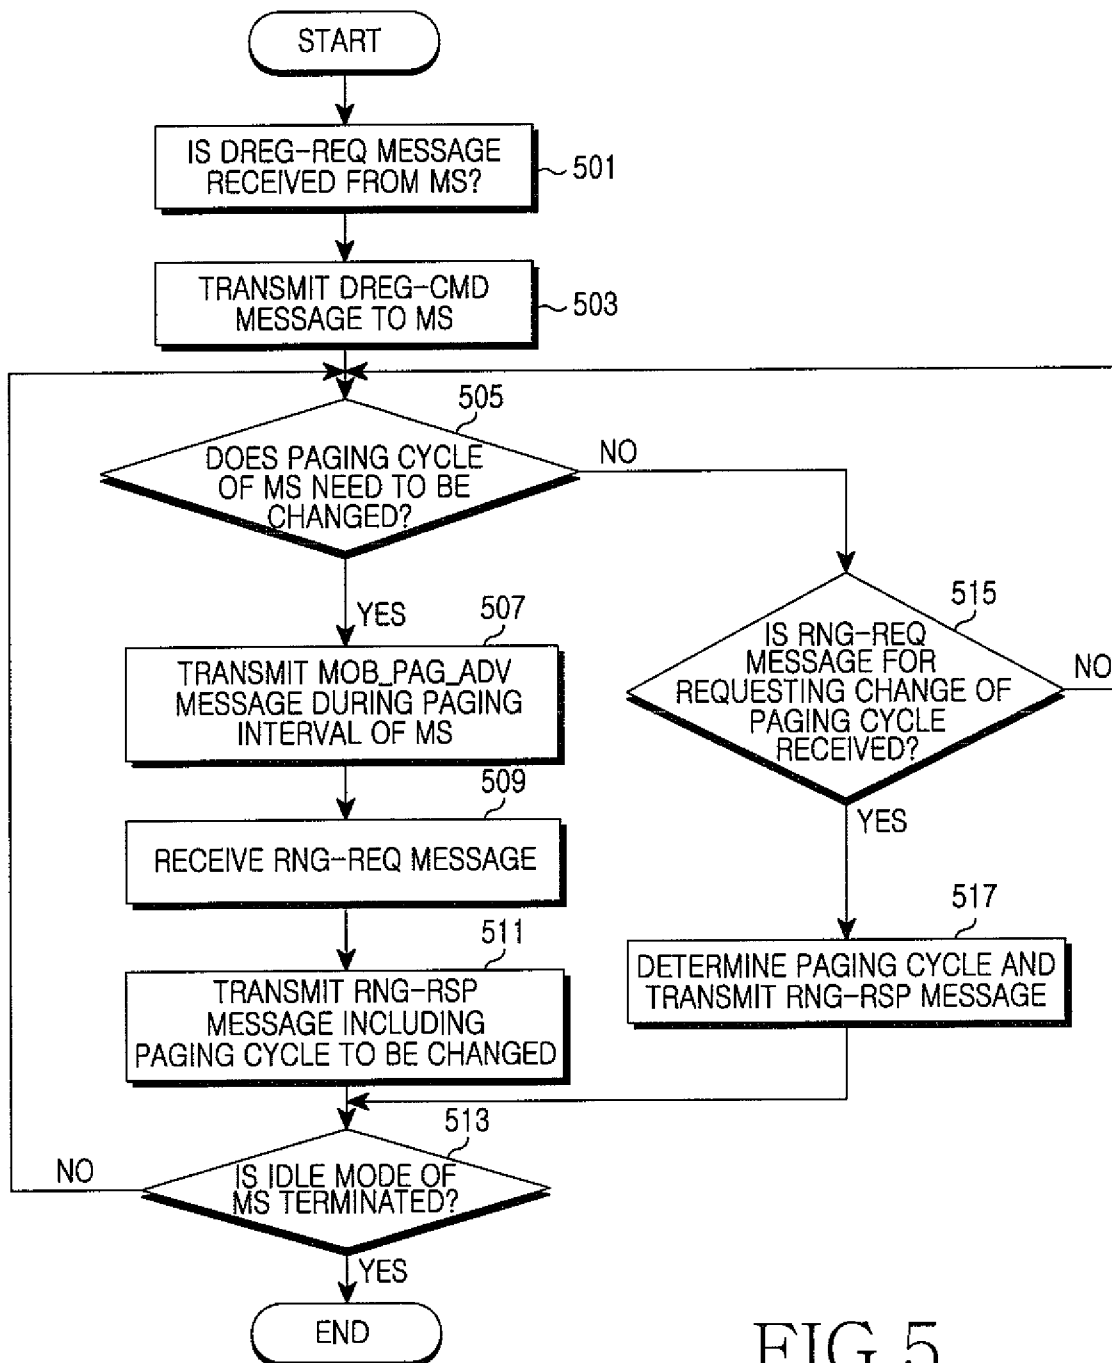 START
IS DREG-REQ MESSAGE
RECEIVED FROM MS?
501
TRANSMIT DREG-CMD
MESSAGE TO MS
503
505
DOES PAGING CYCLE
OF MS NEED TO BE
CHANGED?
NO
YES
507
TRANSMIT MOB_PAG_ADV
MESSAGE DURING PAGING
INTERVAL OF MS
515
IS RNG-REQ
MESSAGE FOR
REQUESTING CHANGE OF
PAGING CYCLE
RECEIVED?
NO
YES
509
RECEIVE RNG-REQ MESSAGE
511
TRANSMIT RNG-RSP
MESSAGE INCLUDING
PAGING CYCLE TO BE CHANGED
517
DETERMINE PAGING CYCLE AND
TRANSMIT RNG-RSP MESSAGE
513
IS IDLE MODE OF
MS TERMINATED?
NO
YES
END
FIG.5